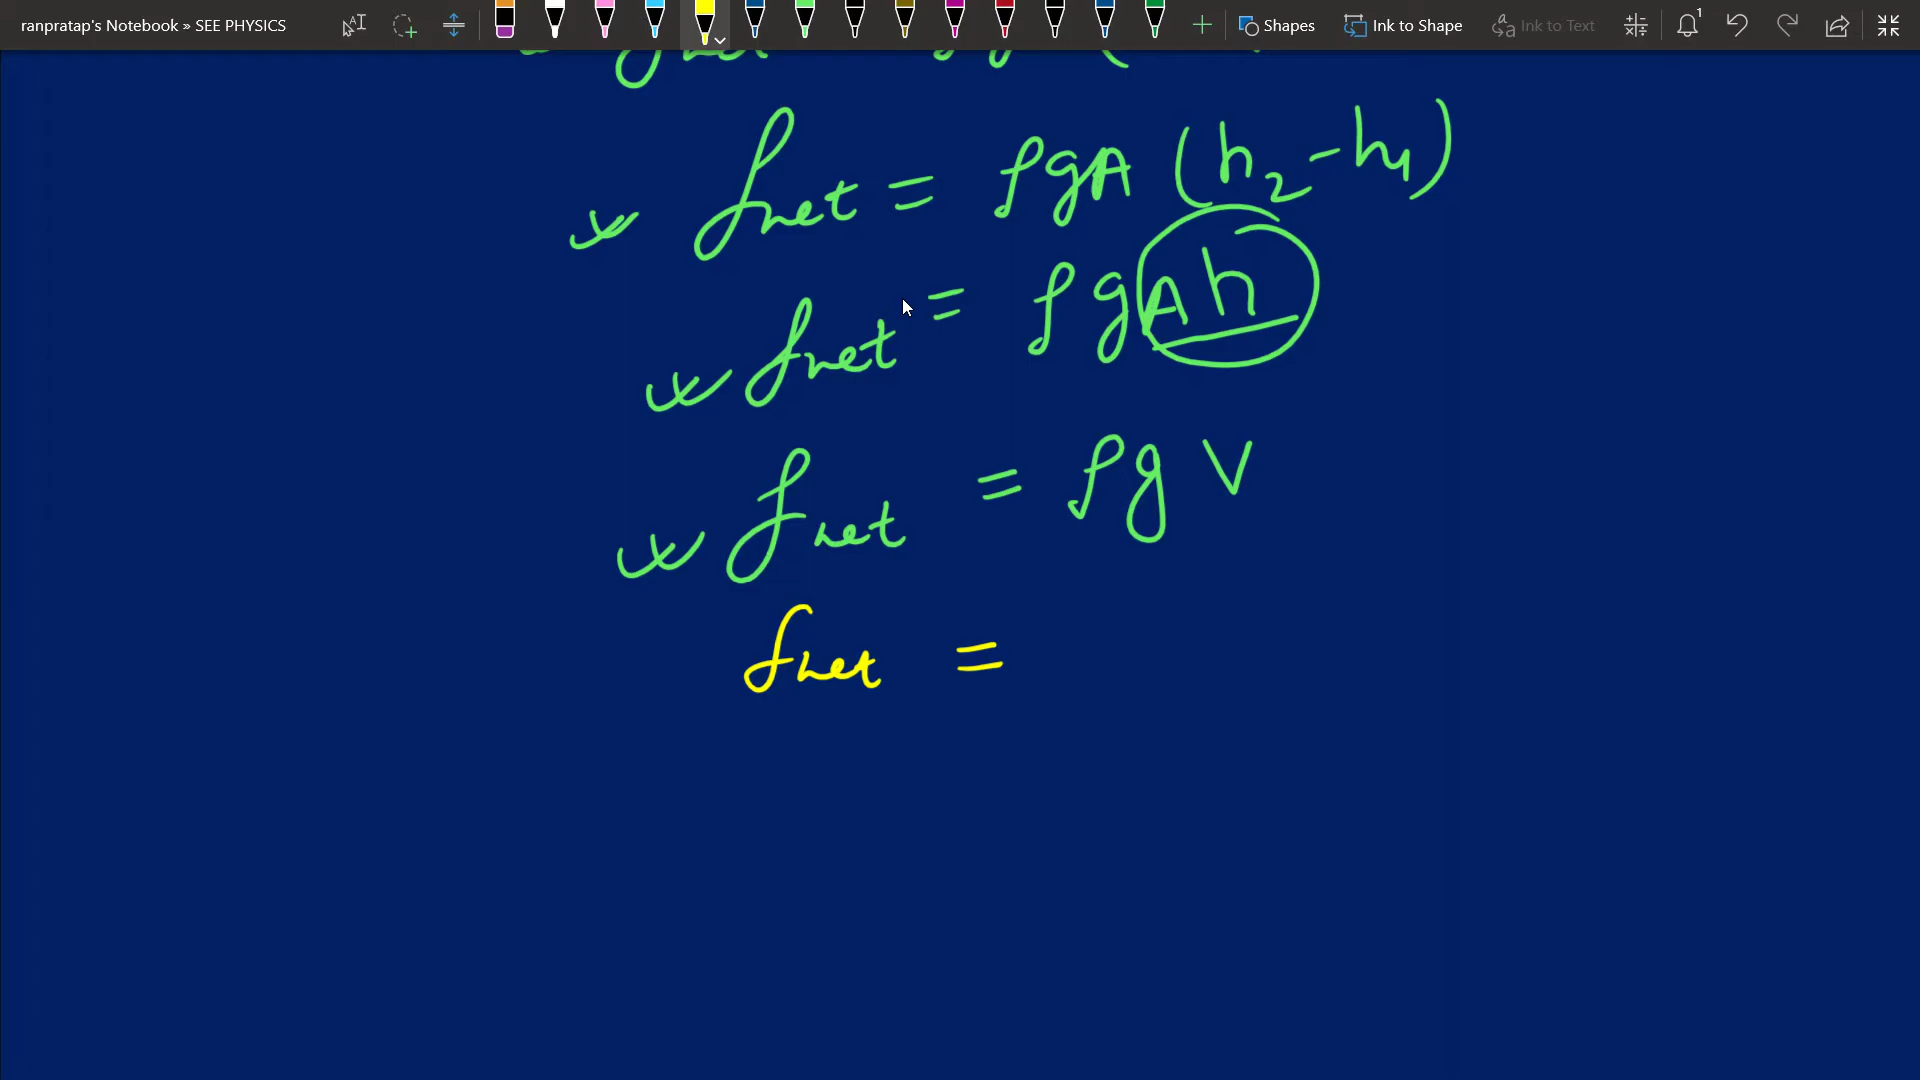 ranpratap's Notebook » SEE PHYSICS Shapes Ink to Shape Ink to Text 1
fnet = ρgA (h2-h1)
fnet = ρgAh
fnet = ρg V
fnet =